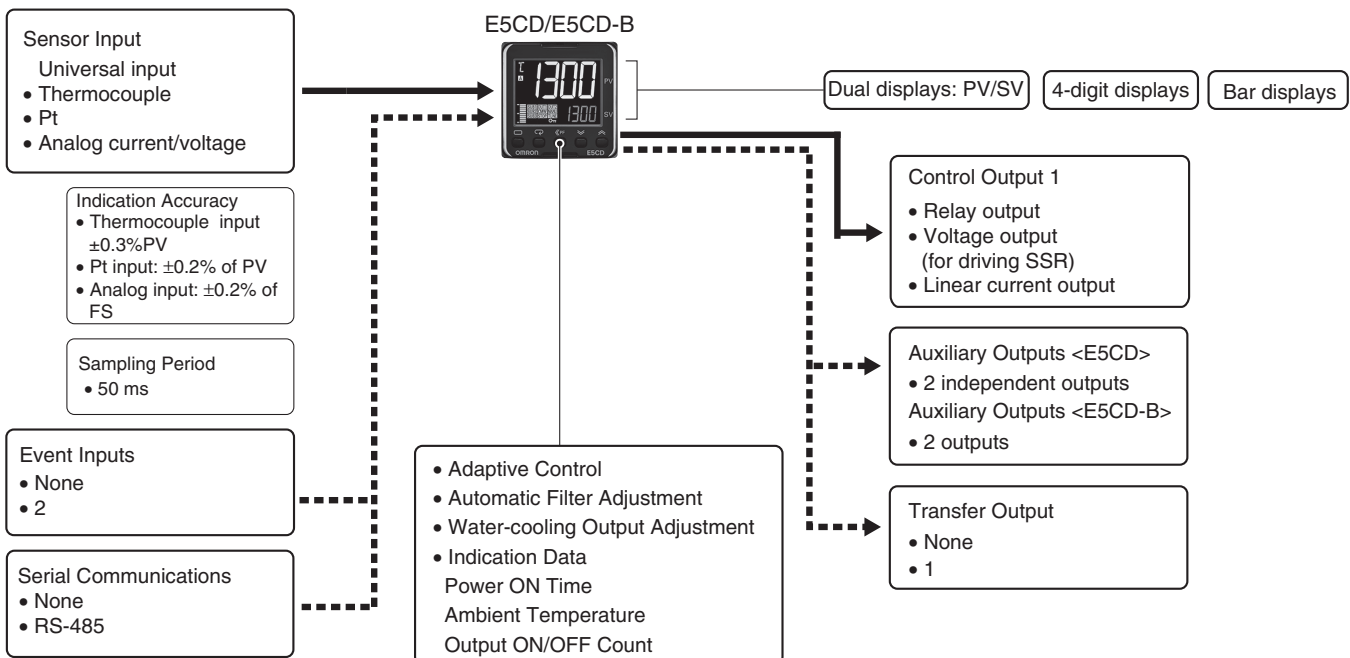 E5CD/E5CD-B
Sensor Input
Universal input
• Thermocouple
• Pt
• Analog current/voltage
Indication Accuracy
• Thermocouple input
±0.3%PV
• Pt input: ±0.2% of PV
• Analog input: ±0.2% of
FS
Sampling Period
• 50 ms
Event Inputs
• None
• 2
Serial Communications
• None
• RS-485
1300
PV
1300
SV
OMRON
E5CD
Dual displays: PV/SV
4-digit displays
Bar displays
• Adaptive Control
• Automatic Filter Adjustment
• Water-cooling Output Adjustment
• Indication Data
Power ON Time
Ambient Temperature
Output ON/OFF Count
Control Output 1
• Relay output
• Voltage output
(for driving SSR)
• Linear current output
Auxiliary Outputs <E5CD>
• 2 independent outputs
Auxiliary Outputs <E5CD-B>
• 2 outputs
Transfer Output
• None
• 1